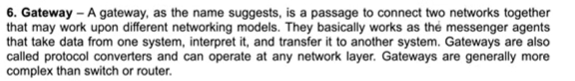 6. Gateway – A gateway, as the name suggests, is a passage to connect two networks together
that may work upon different networking models. They basically works as the messenger agents
that take data from one system, interpret it, and transfer it to another system. Gateways are also
called protocol converters and can operate at any network layer. Gateways are generally more
complex than switch or router.